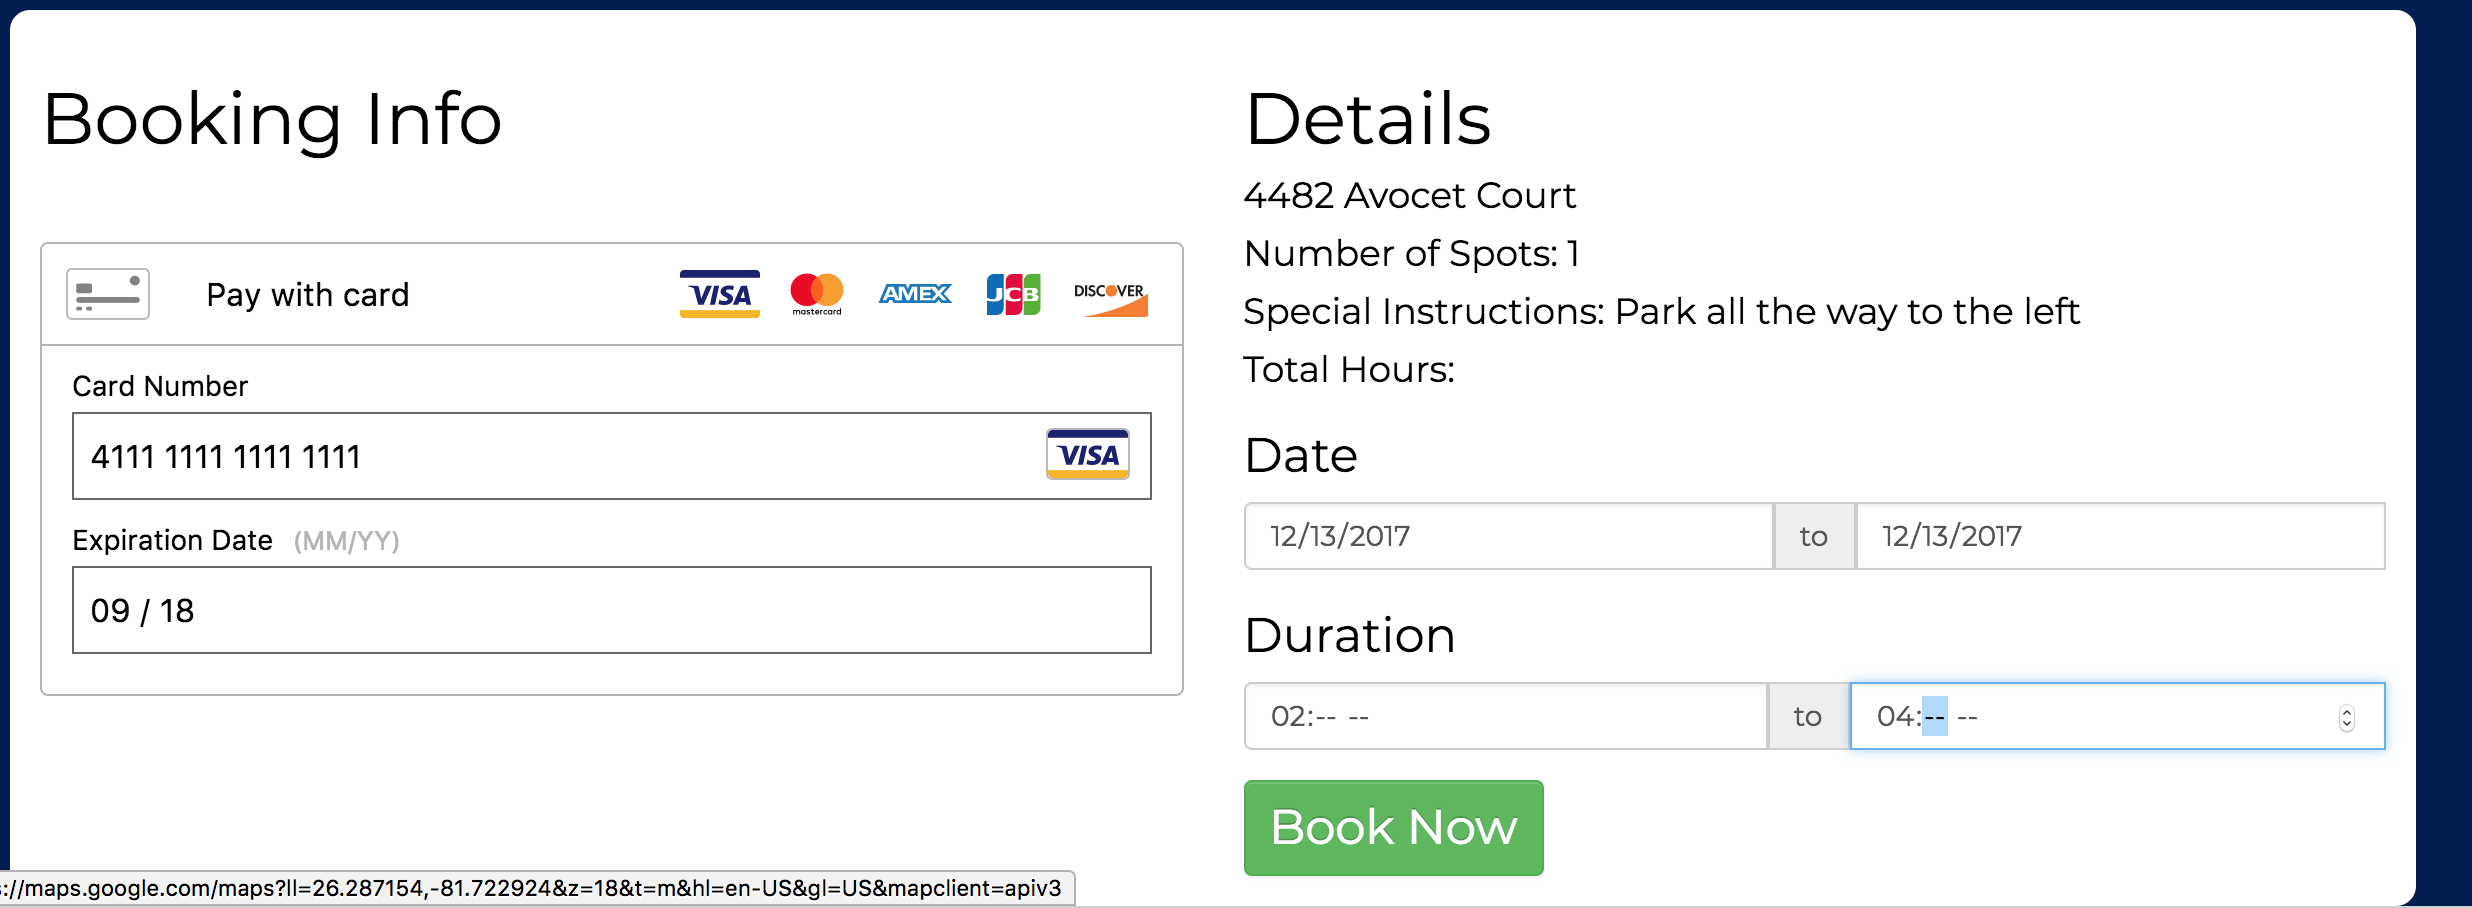 Booking Info
Pay with card
VISA
mastercard
AMEX
JCB
DISCOVER
Card Number
4111 1111 1111 1111
VISA
Expiration Date (MM/YY)
09 / 18
Details
4482 Avocet Court
Number of Spots: 1
Special Instructions: Park all the way to the left
Total Hours:
Date
12/13/2017 to 12/13/2017
Duration
02:-- -- to 04:-- --
Book Now
://maps.google.com/maps?ll=26.287154,-81.722924&z=18&t=m&hl=en-US&gl=US&mapclient=apiv3